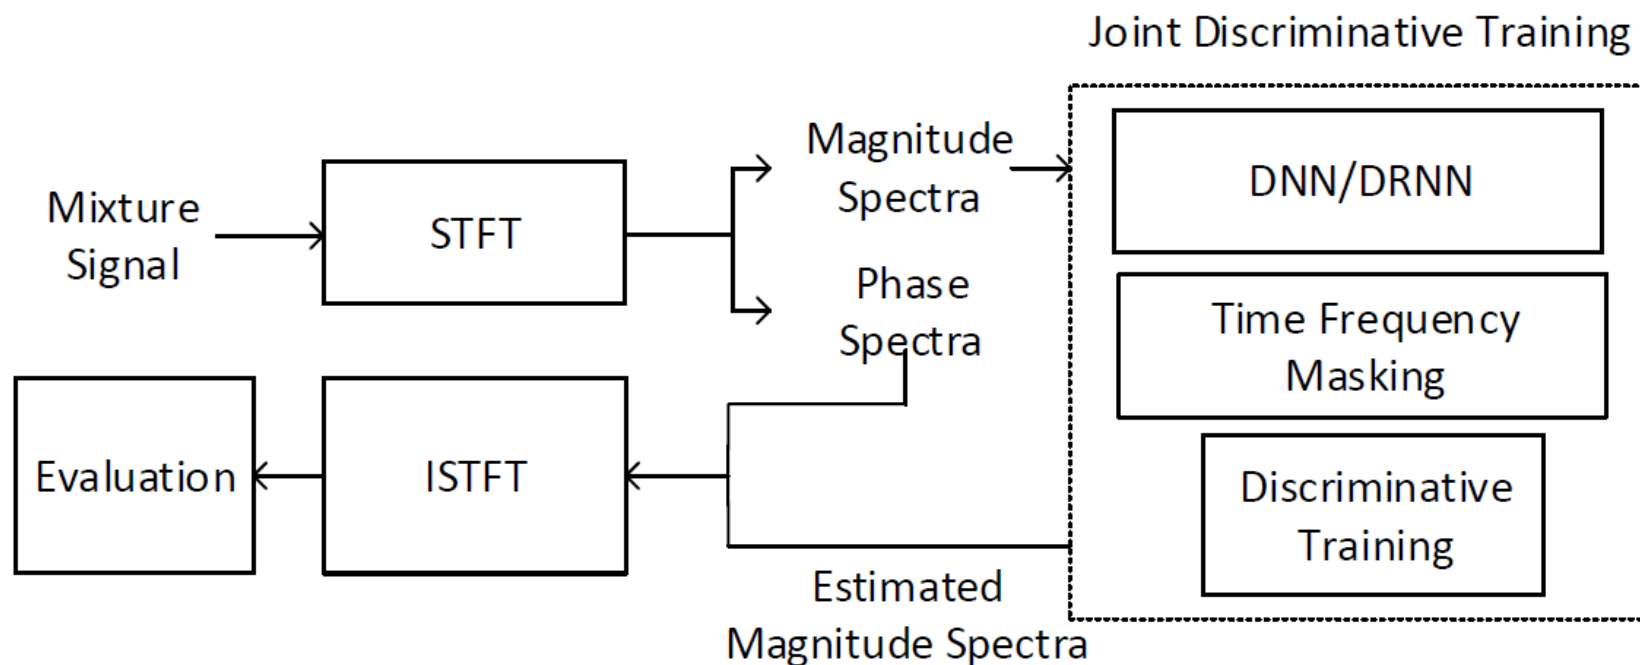 Joint Discriminative Training
Mixture
Signal
STFT
Magnitude
Spectra
Phase
Spectra
DNN/DRNN
Time Frequency
Masking
Discriminative
Training
Evaluation
ISTFT
Estimated
Magnitude Spectra